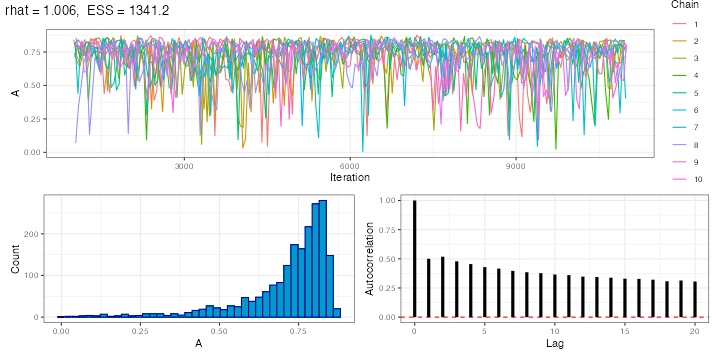 rhat = 1.006, ESS = 1341.2
Chain
1
2
3
4
5
6
7
8
9
10
A
0.75
0.50
0.25
0.00
3000 6000 9000
Iteration
Count
200
100
0
0.00 0.25 0.50 0.75
A
Autocorrelation
1.00
0.75
0.50
0.25
0.00
0 5 10 15 20
Lag